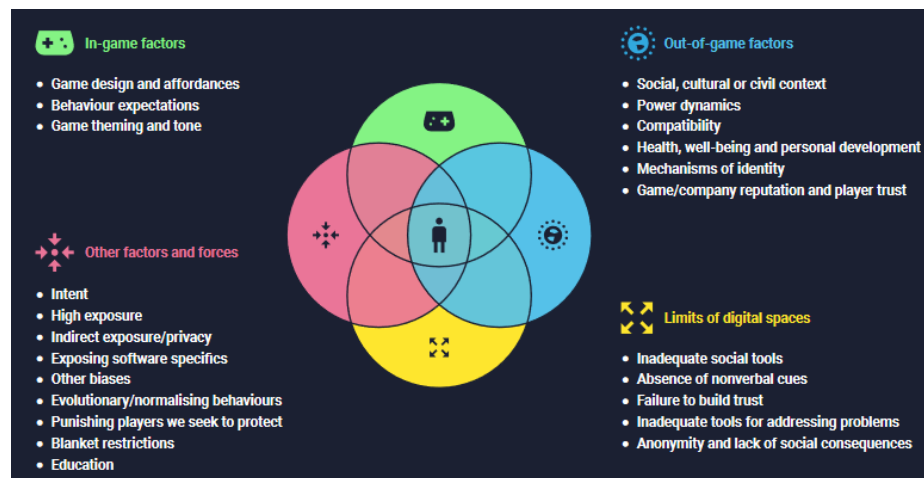 In-game factors
Game design and affordances
Behaviour expectations
Game theming and tone
Out-of-game factors
Social, cultural or civil context
Power dynamics
Compatibility
Health, well-being and personal development
Mechanisms of identity
Game/company reputation and player trust
Other factors and forces
Intent
High exposure
Indirect exposure/privacy
Exposing software specifics
Other biases
Evolutionary/normalising behaviours
Punishing players we seek to protect
Blanket restrictions
Education
Limits of digital spaces
Inadequate social tools
Absence of nonverbal cues
Failure to build trust
Inadequate tools for addressing problems
Anonymity and lack of social consequences